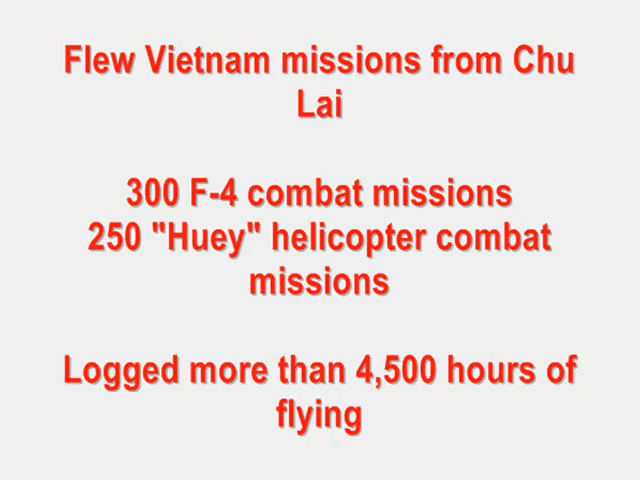 Flew Vietnam missions from Chu
Lai
300 F-4 combat missions
250 "Huey" helicopter combat
missions
Logged more than 4,500 hours of
flying